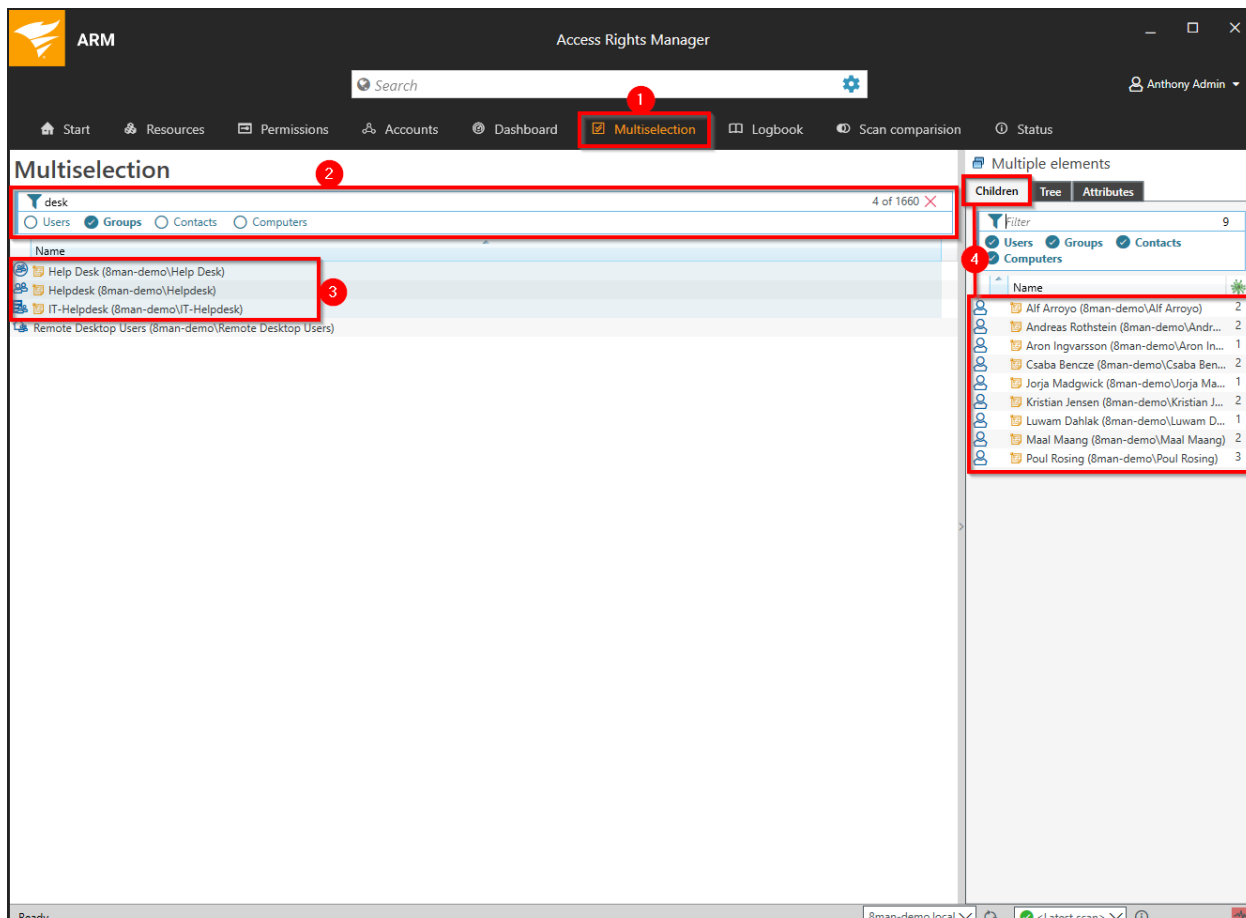 ARM
Access Rights Manager
Search
Anthony Admin
1
Start Resources Permissions Accounts Dashboard Multiselection Logbook Scan comparision Status
Multiselection
2
desk 4 of 1660
Users Groups Contacts Computers
Name
Help Desk (8man-demo\Help Desk)
Helpdesk (8man-demo\Helpdesk)
IT-Helpdesk (8man-demo\IT-Helpdesk)
3
Remote Desktop Users (8man-demo\Remote Desktop Users)
Multiple elements
Children Tree Attributes
Filter 9
Users Groups Contacts
4
Computers
Name
Alf Arroyo (8man-demo\Alf Arroyo) 2
Andreas Rothstein (8man-demo\Andr... 2
Aron Ingvarsson (8man-demo\Aron In... 1
Csaba Bencze (8man-demo\Csaba Ben... 2
Jorja Madgwick (8man-demo\Jorja Ma... 1
Kristian Jensen (8man-demo\Kristian J... 2
Luwam Dahlak (8man-demo\Luwam D... 1
Maal Maang (8man-demo\Maal Maang) 2
Poul Rosing (8man-demo\Poul Rosing) 3
Ready 8man-demo.local <Latest scan>